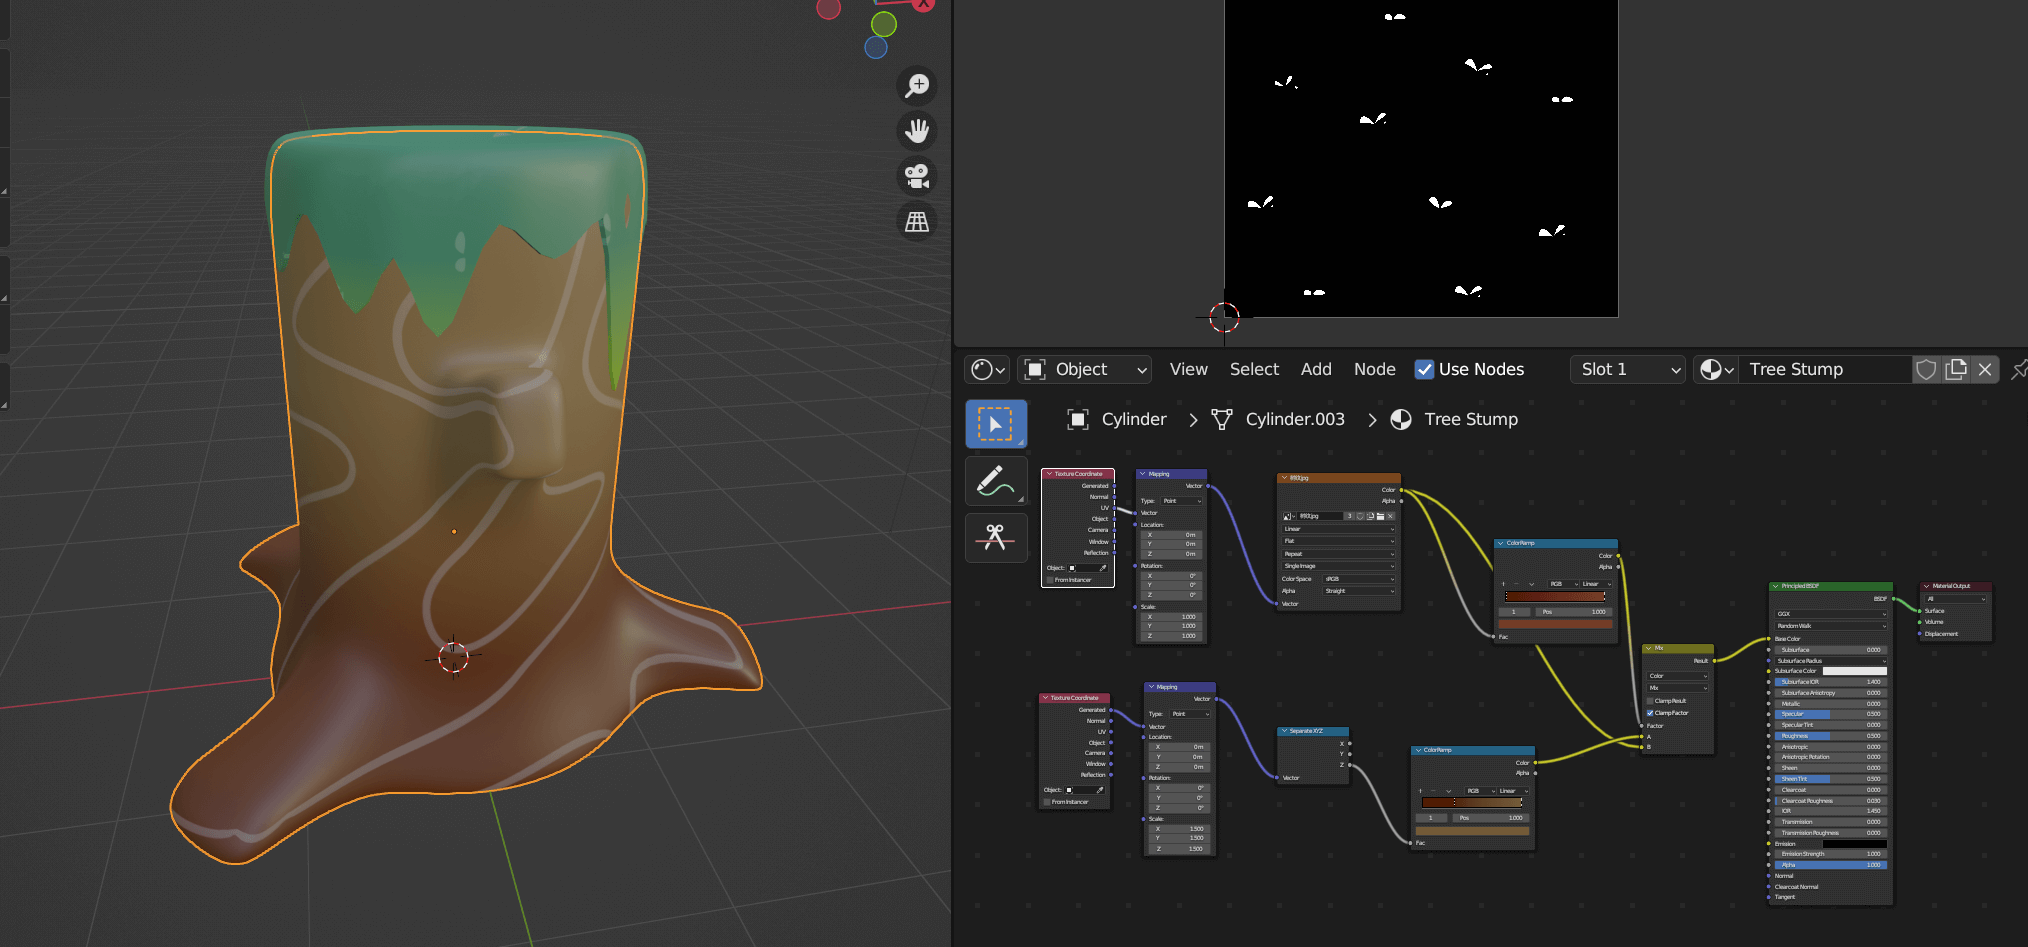 X
Object
View
Select
Add
Node
Use Nodes
Slot 1
Tree Stump
Cylinder
Cylinder.003
Tree Stump
Texture Coordinate
Generated
Normal
UV
Object
Camera
Window
Reflection
Object:
From Instancer
Mapping
Vector
Type: Point
Vector
Location:
X 0m
Y 0m
Z 0m
Rotation:
X 0°
Y 0°
Z 0°
Scale:
X 1.000
Y 1.000
Z 1.000
Color
Alpha
3
Linear
Flat
Repeat
Single Image
Color Space sRGB
Alpha Straight
Vector
ColorRamp
Color
Alpha
RGB Linear
1 Pos 1.000
Fac
Texture Coordinate
Generated
Normal
UV
Object
Camera
Window
Reflection
Object:
From Instancer
Mapping
Vector
Type: Point
Vector
Location:
X 0m
Y 0m
Z 0m
Rotation:
X 0°
Y 0°
Z 0°
Scale:
X 1.500
Y 1.500
Z 1.500
Separate XYZ
X
Y
Z
Vector
ColorRamp
Color
Alpha
RGB Linear
1 Pos 1.000
Fac
Mix
Result
Color
Mix
Clamp Result
Clamp Factor
Factor
A
B
Principled BSDF
BSDF
GGX
Random Walk
Base Color
Subsurface 0.000
Subsurface Radius
Subsurface Color
Subsurface IOR 1.400
Subsurface Anisotropy 0.000
Metallic 0.000
Specular 0.500
Specular Tint 0.000
Roughness 0.500
Anisotropic 0.000
Anisotropic Rotation 0.000
Sheen 0.000
Sheen Tint 0.500
Clearcoat 0.000
Clearcoat Roughness 0.030
IOR 1.450
Transmission 0.000
Transmission Roughness 0.000
Emission
Emission Strength 1.000
Alpha 1.000
Normal
Clearcoat Normal
Tangent
Material Output
All
Surface
Volume
Displacement